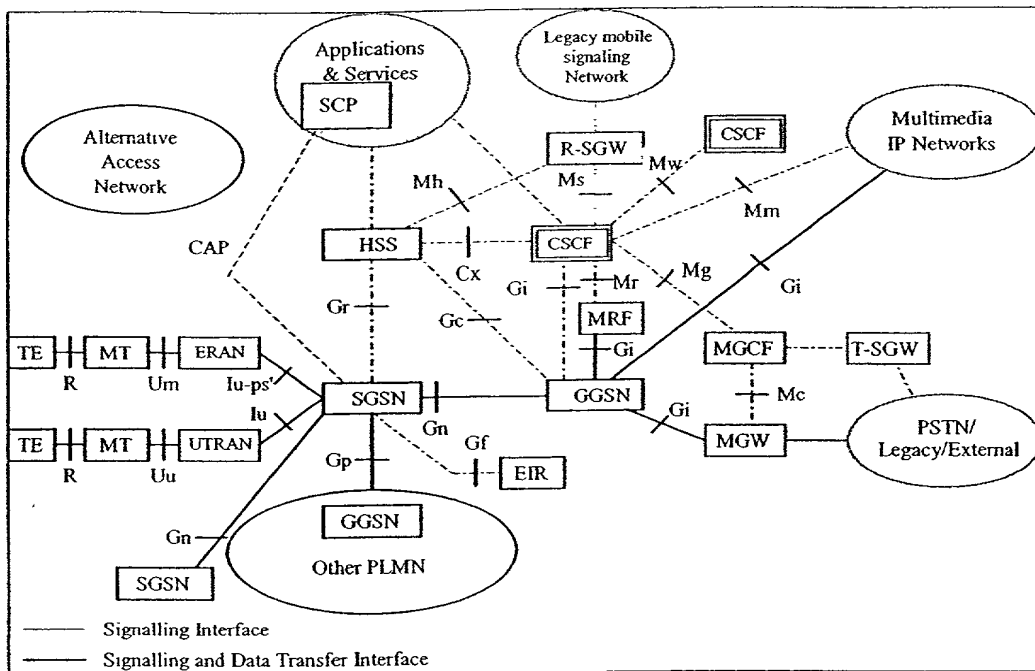 Applications
& Services
SCP
Legacy mobile
signaling
Network
Alternative
Access
Network
R-SGW
CSCF
Multimedia
IP Networks
Mh
Ms
Mw
Mm
CAP
HSS
CSCF
Cx
Gi
Mr
Mg
Gi
Gr
Gc
MRF
TE
MT
ERAN
Gi
MGCF
T-SGW
R
Um
Iu-ps'
SGSN
GGSN
Mc
Iu
Gn
Gi
TE
MT
UTRAN
MGW
PSTN/
Legacy/External
R
Uu
Gp
Gf
EIR
GGSN
Gn
Other PLMN
SGSN
Signalling Interface
Signalling and Data Transfer Interface